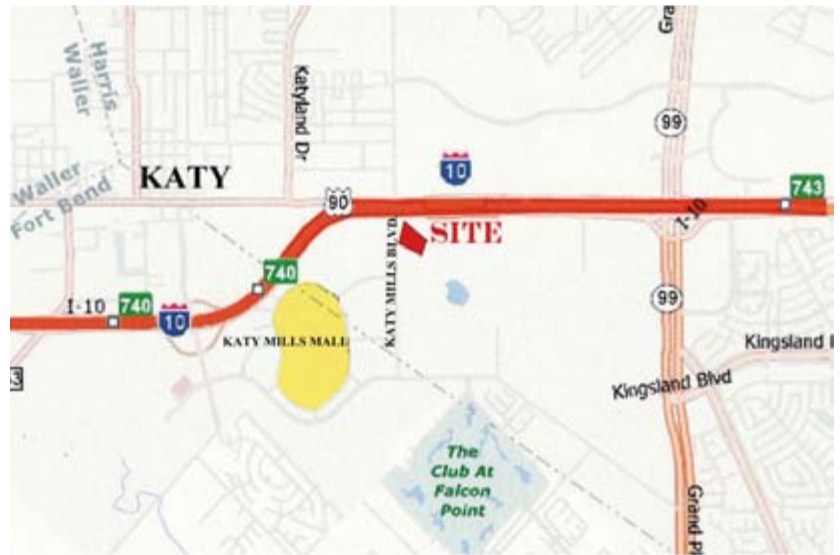 Gra
Harris
Waller
Katyland Dr
99
10
KATY
Waller
Fort Bend
90
743
KATY MILLS BLVD.
SITE
I-10
740
99
I-10
740
10
KATY MILLS MALL
Kingsland
Kingsland Blvd
3
The
Club At
Falcon
Point
Grand P